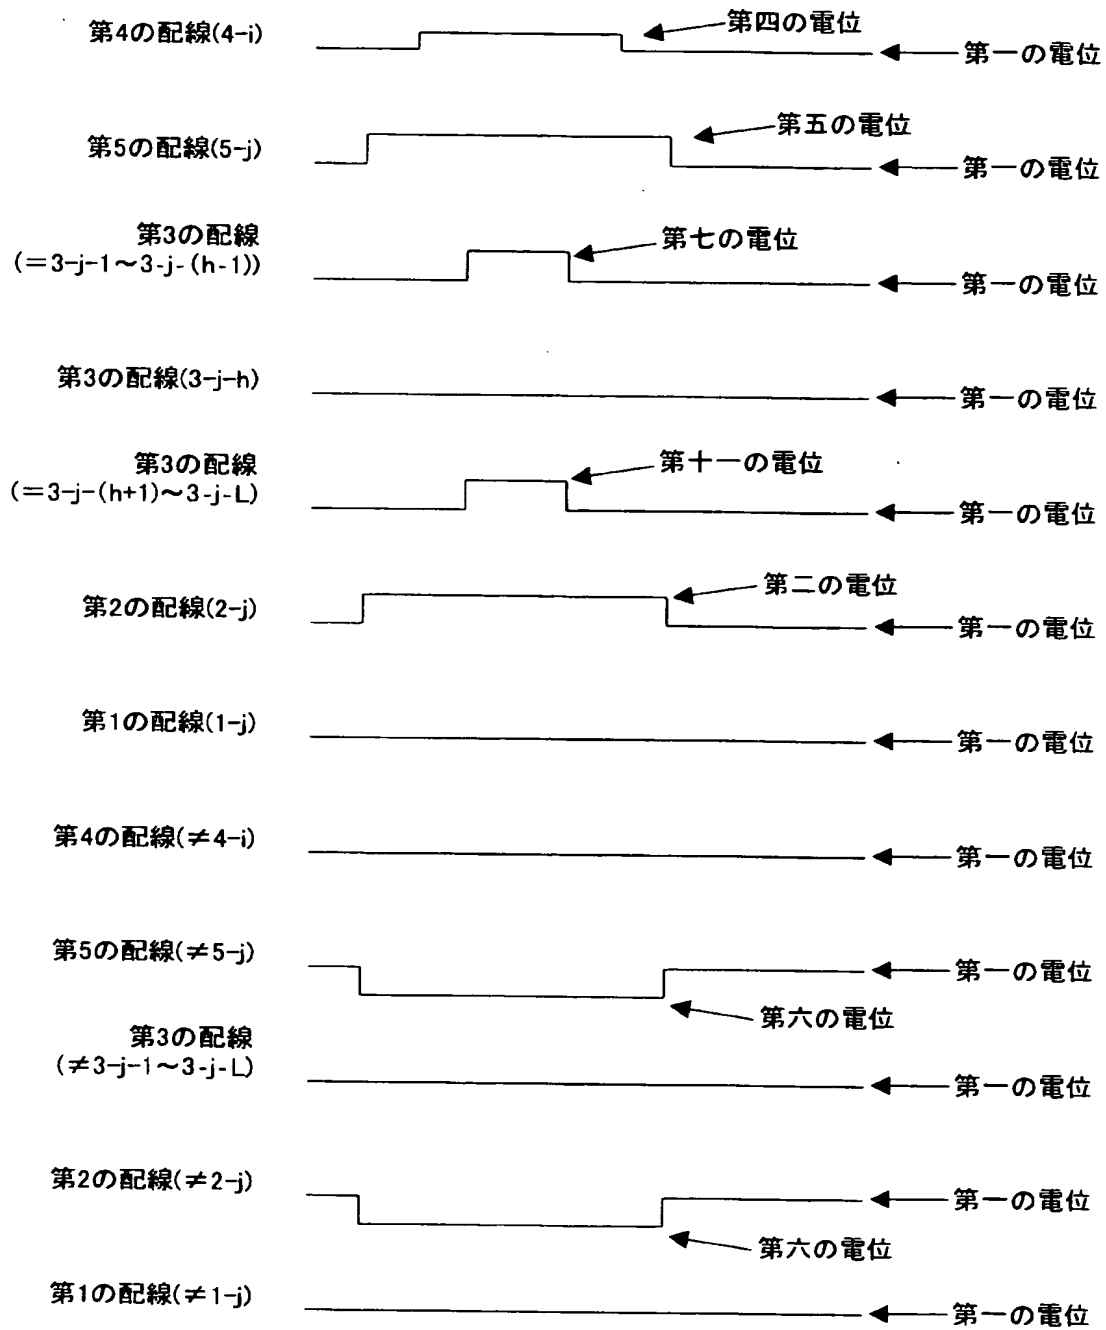 第4の配線(4-i)
第四の電位
第一の電位
第5の配線(5-j)
第五の電位
第一の電位
第3の配線
(=3-j-1～3-j-(h-1))
第七の電位
第一の電位
第3の配線(3-j-h)
第一の電位
第3の配線
(=3-j-(h+1)～3-j-L)
第十一の電位
第一の電位
第2の配線(2-j)
第二の電位
第一の電位
第1の配線(1-j)
第一の電位
第4の配線(≠4-i)
第一の電位
第5の配線(≠5-j)
第一の電位
第六の電位
第3の配線
(≠3-j-1～3-j-L)
第一の電位
第2の配線(≠2-j)
第一の電位
第六の電位
第1の配線(≠1-j)
第一の電位